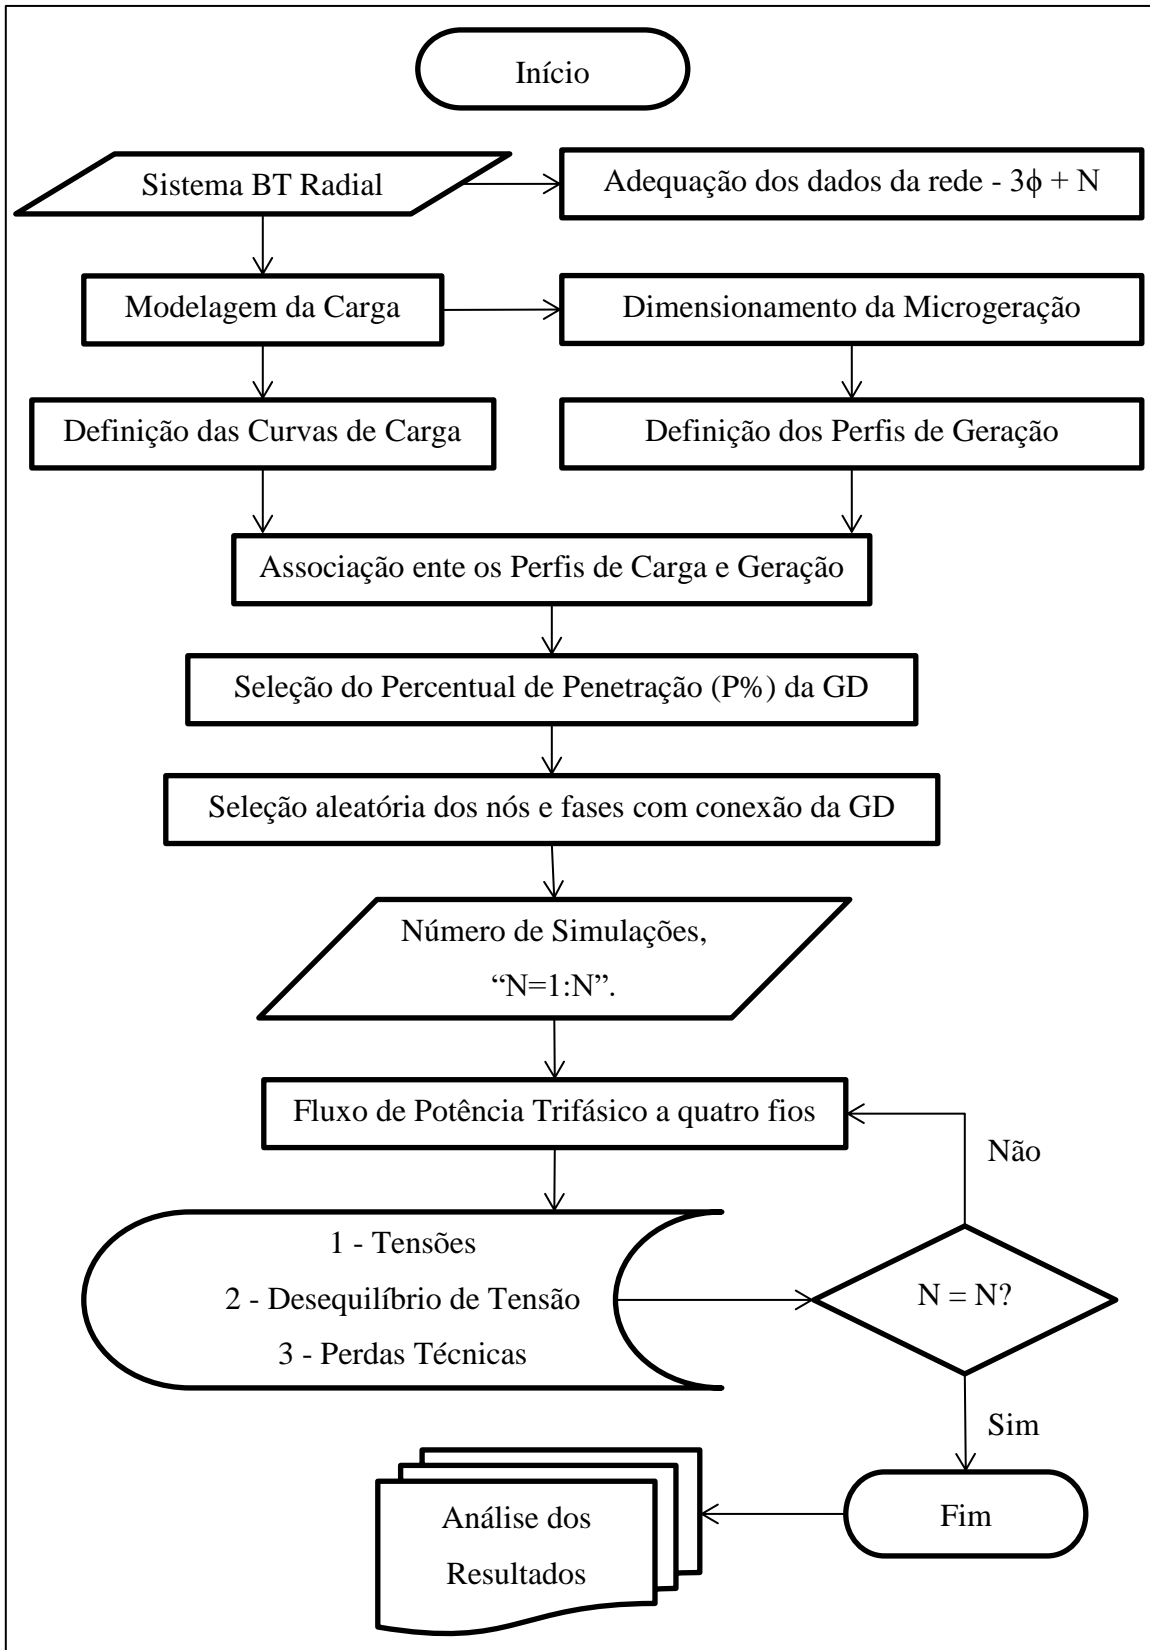 Início
Sistema BT Radial
Adequação dos dados da rede - 3ϕ + N
Modelagem da Carga
Dimensionamento da Microgeração
Definição das Curvas de Carga
Definição dos Perfis de Geração
Associação ente os Perfis de Carga e Geração
Seleção do Percentual de Penetração (P%) da GD
Seleção aleatória dos nós e fases com conexão da GD
Número de Simulações,
“N=1:N”.
Fluxo de Potência Trifásico a quatro fios
Não
1 - Tensões
2 - Desequilíbrio de Tensão
3 - Perdas Técnicas
N = N?
Sim
Fim
Análise dos
Resultados